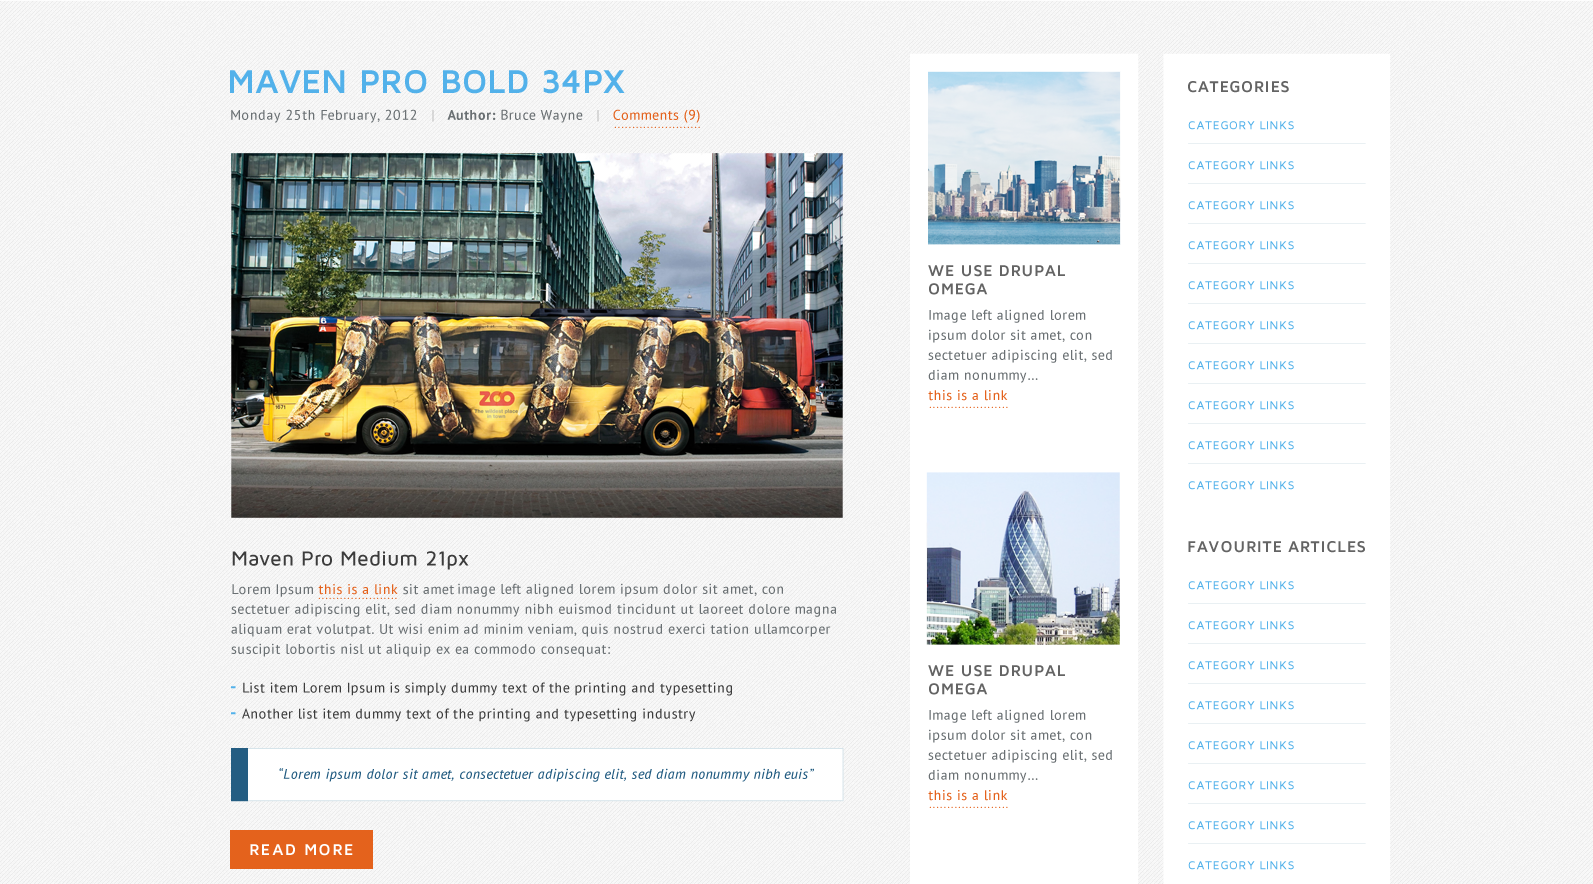 MAVEN PRO BOLD 34PX
Monday 25th February, 2012 | Author: Bruce Wayne | Comments (9)
1671
ZOO
The wildest place
in town
Maven Pro Medium 21px
Lorem Ipsum this is a link sit amet image left aligned lorem ipsum dolor sit amet, con
sectetuer adipiscing elit, sed diam nonummy nibh euismod tincidunt ut laoreet dolore magna
aliquam erat volutpat. Ut wisi enim ad minim veniam, quis nostrud exerci tation ullamcorper
suscipit lobortis nisl ut aliquip ex ea commodo consequat:
- List item Lorem Ipsum is simply dummy text of the printing and typesetting
- Another list item dummy text of the printing and typesetting industry
“Lorem ipsum dolor sit amet, consectetuer adipiscing elit, sed diam nonummy nibh euis”
READ MORE
WE USE DRUPAL
OMEGA
Image left aligned lorem
ipsum dolor sit amet, con
sectetuer adipiscing elit, sed
diam nonummy...
this is a link
WE USE DRUPAL
OMEGA
Image left aligned lorem
ipsum dolor sit amet, con
sectetuer adipiscing elit, sed
diam nonummy...
this is a link
CATEGORIES
CATEGORY LINKS
CATEGORY LINKS
CATEGORY LINKS
CATEGORY LINKS
CATEGORY LINKS
CATEGORY LINKS
CATEGORY LINKS
CATEGORY LINKS
CATEGORY LINKS
CATEGORY LINKS
FAVOURITE ARTICLES
CATEGORY LINKS
CATEGORY LINKS
CATEGORY LINKS
CATEGORY LINKS
CATEGORY LINKS
CATEGORY LINKS
CATEGORY LINKS
CATEGORY LINKS